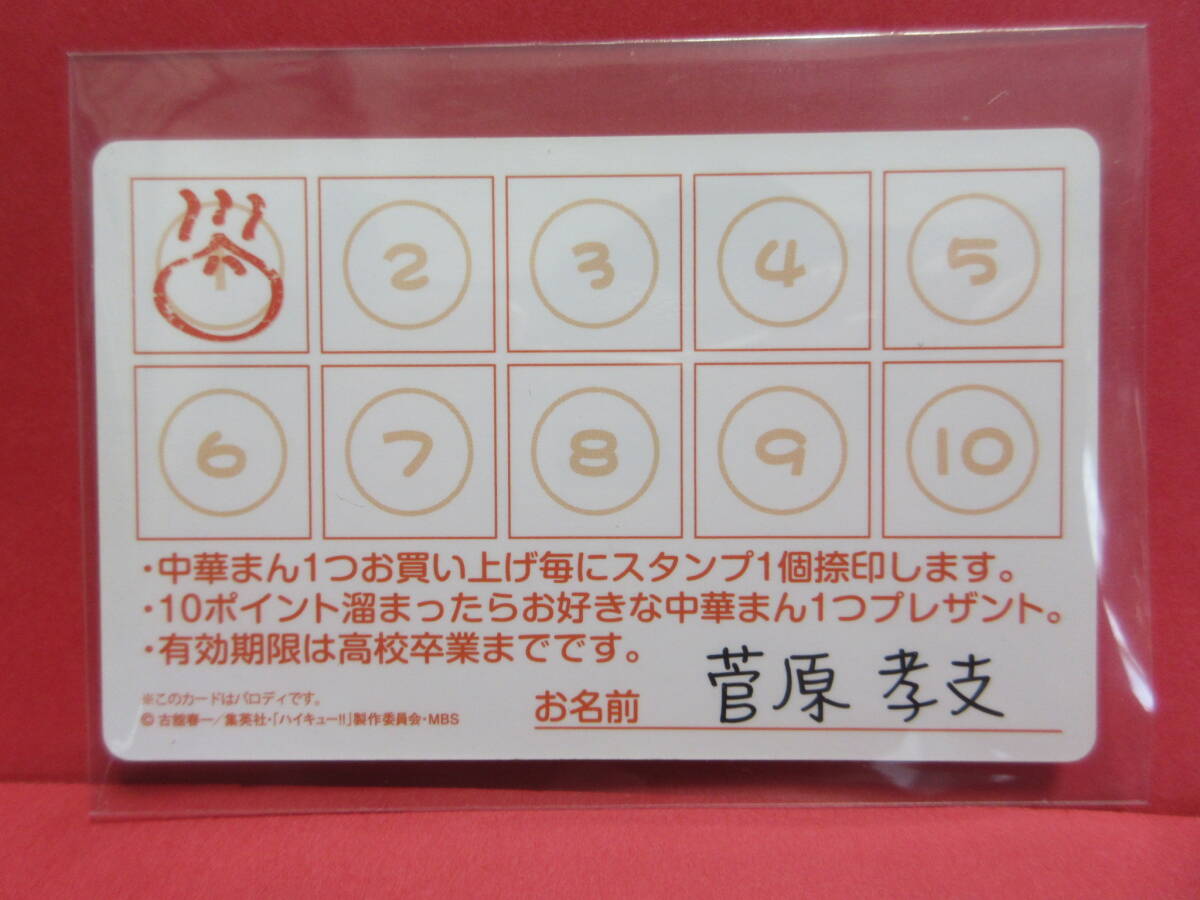 1 2 3 4 5
6 7 8 9 10
・中華まん1つお買い上げ毎にスタンプ1個捺印します。
・10ポイント溜まったらお好きな中華まん1つプレザント。
・有効期限は高校卒業までです。
※このカードはパロディです。
© 古舘春一／集英社・「ハイキュー!!」製作委員会・MBS
お名前 菅原 孝支